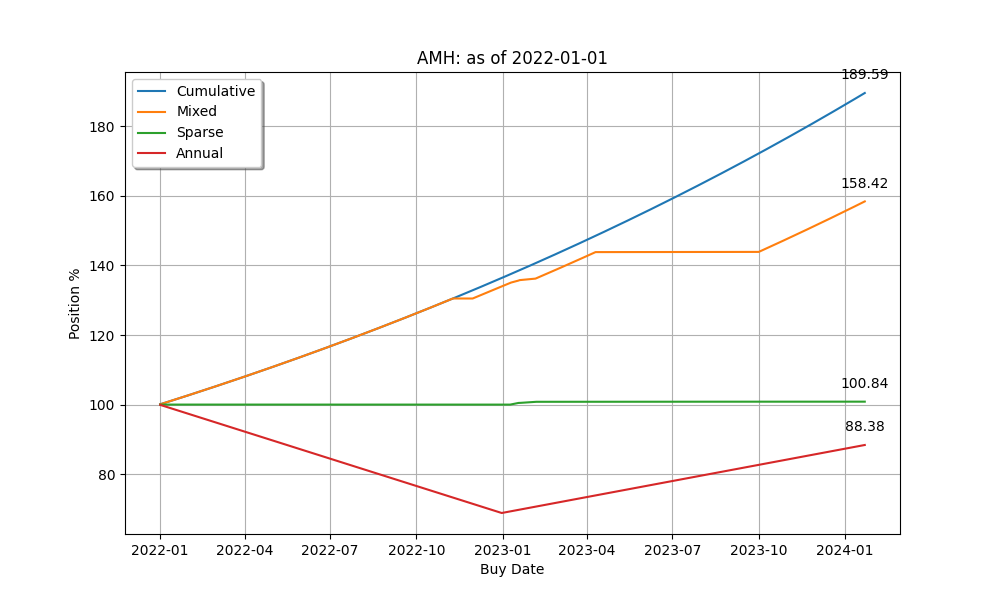 AMH: as of 2022-01-01
Cumulative
Mixed
Sparse
Annual
189.59
158.42
100.84
88.38
180
160
140
120
100
80
Position %
2022-01 2022-04 2022-07 2022-10 2023-01 2023-04 2023-07 2023-10 2024-01
Buy Date